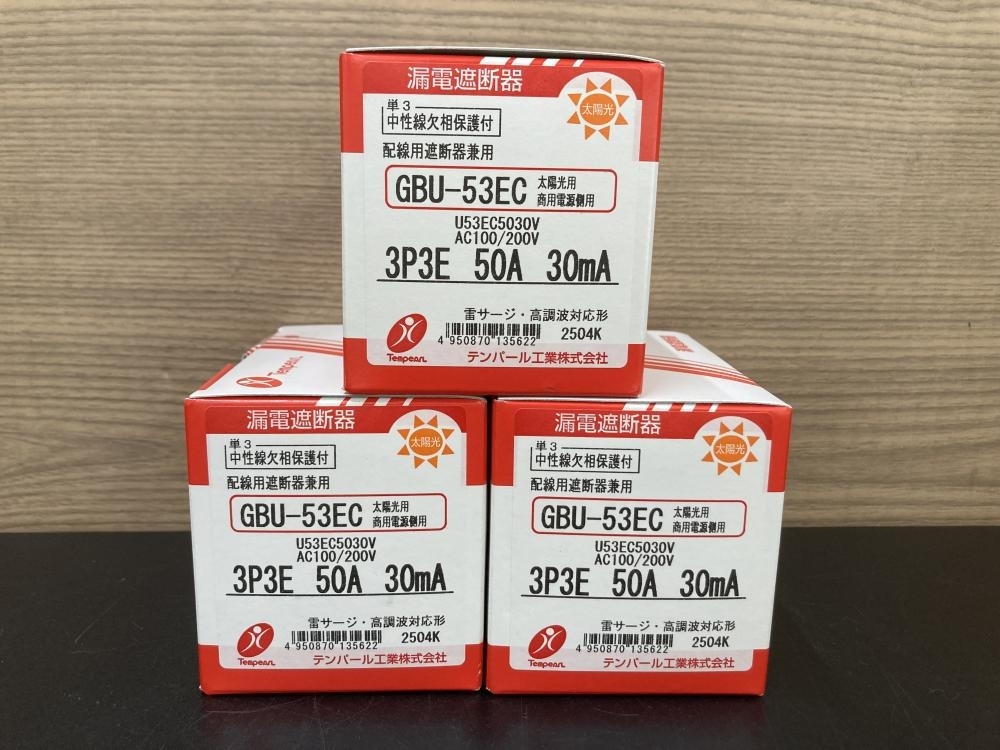 漏電遮断器
太陽光
単3
中性線欠相保護付
配線用遮断器兼用
GBU-53EC 太陽光用
商用電源側用
U53EC5030V
AC100/200V
3P3E 50A 30mA
雷サージ・高調波対応形
4 950870 135622 2504K
Tempearl テンパール工業株式会社
Tempearl
漏電遮断器
太陽光
単3
中性線欠相保護付
配線用遮断器兼用
GBU-53EC 太陽光用
商用電源側用
U53EC5030V
AC100/200V
3P3E 50A 30mA
雷サージ・高調波対応形
4 950870 135622 2504K
Tempearl テンパール工業株式会社
漏電遮断器
太陽光
単3
中性線欠相保護付
配線用遮断器兼用
GBU-53EC 太陽光用
商用電源側用
U53EC5030V
AC100/200V
3P3E 50A 30mA
雷サージ・高調波対応形
4 950870 135622 2504K
Tempearl テンパール工業株式会社